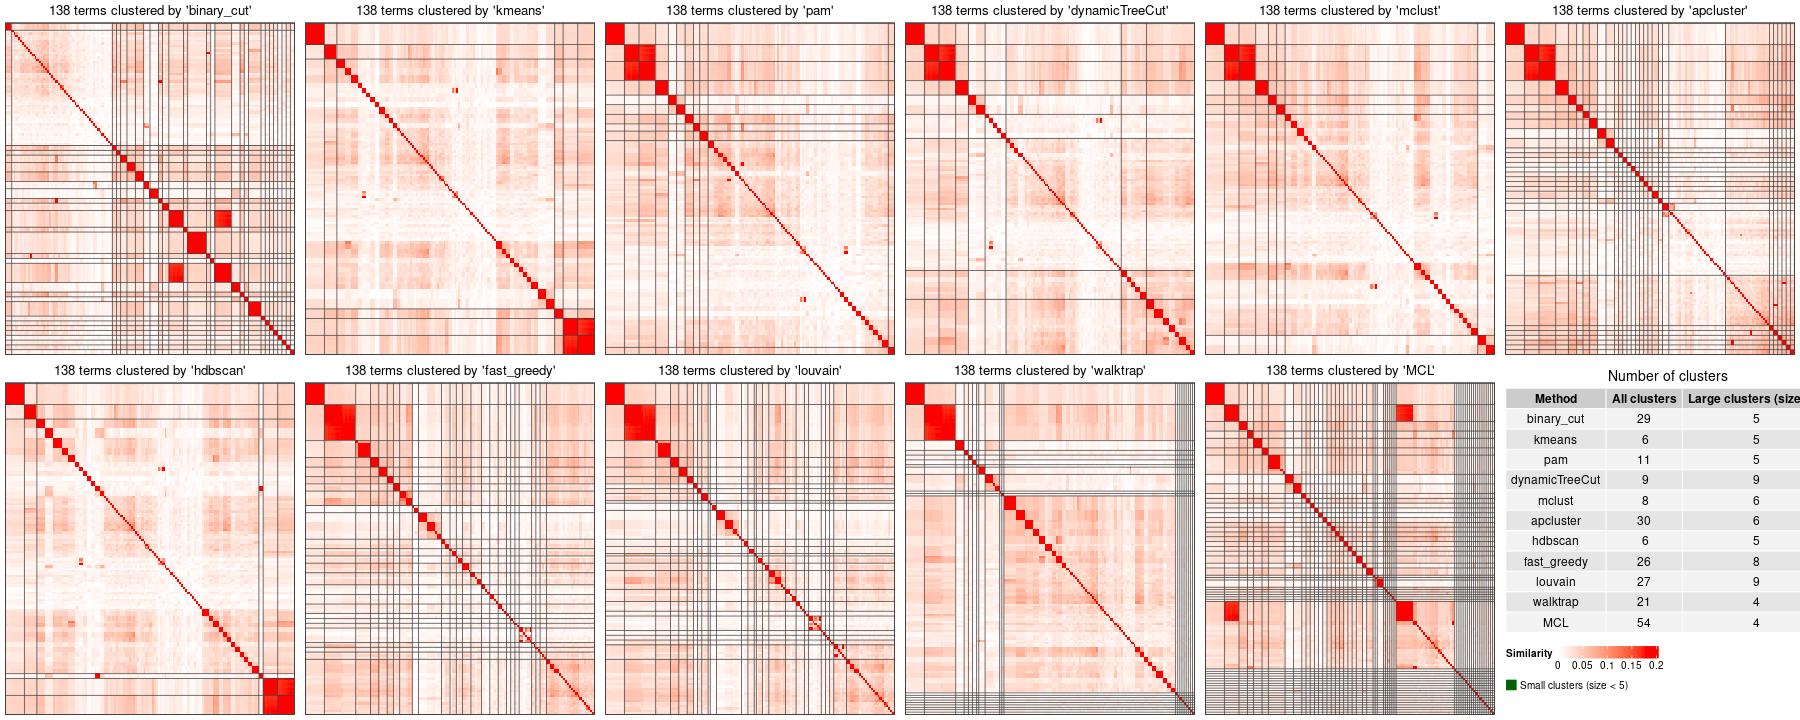 138 terms clustered by 'binary_cut'
138 terms clustered by 'kmeans'
138 terms clustered by 'pam'
138 terms clustered by 'dynamicTreeCut'
138 terms clustered by 'mclust'
138 terms clustered by 'apcluster'
138 terms clustered by 'hdbscan'
138 terms clustered by 'fast_greedy'
138 terms clustered by 'louvain'
138 terms clustered by 'walktrap'
138 terms clustered by 'MCL'
Number of clusters
Method All clusters Large clusters (size
binary_cut 29 5
kmeans 6 5
pam 11 5
dynamicTreeCut 9 9
mclust 8 6
apcluster 30 6
hdbscan 6 5
fast_greedy 26 8
louvain 27 9
walktrap 21 4
MCL 54 4
Similarity
0 0.05 0.1 0.15 0.2
Small clusters (size < 5)